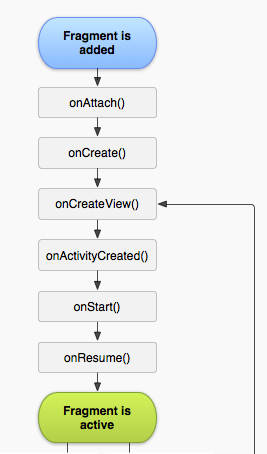 Fragment is
added
onAttach()
onCreate()
onCreateView()
onActivityCreated()
onStart()
onResume()
Fragment is
active